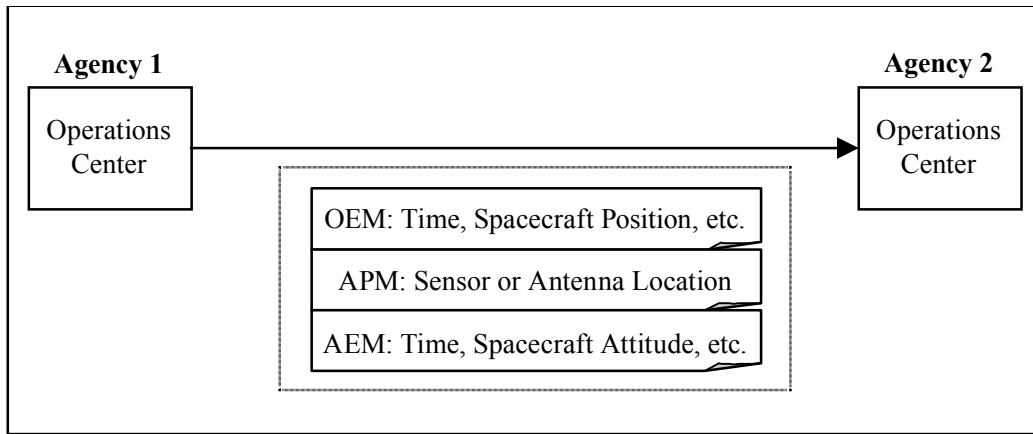 Agency 1
Agency 2
Operations
Center
Operations
Center
OEM: Time, Spacecraft Position, etc.
APM: Sensor or Antenna Location
AEM: Time, Spacecraft Attitude, etc.